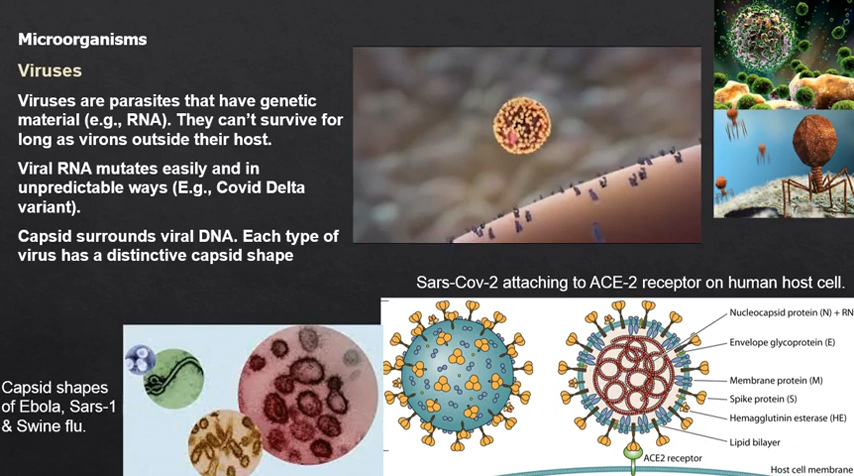 Microorganisms
Viruses
Viruses are parasites that have genetic
material (e.g., RNA). They can't survive for
long as virons outside their host.
Viral RNA mutates easily and in
unpredictable ways (E.g., Covid Delta
variant).
Capsid surrounds viral DNA. Each type of
virus has a distinctive capsid shape
Sars-Cov-2 attaching to ACE-2 receptor on human host cell.
Capsid shapes
of Ebola, Sars-1
& Swine flu.
Nucleocapsid protein (N) + RN
Envelope glycoprotein (E)
Membrane protein (M)
Spike protein (S)
Hemagglutinin esterase (HE)
Lipid bilayer
ACE2 receptor
Host cell membrane